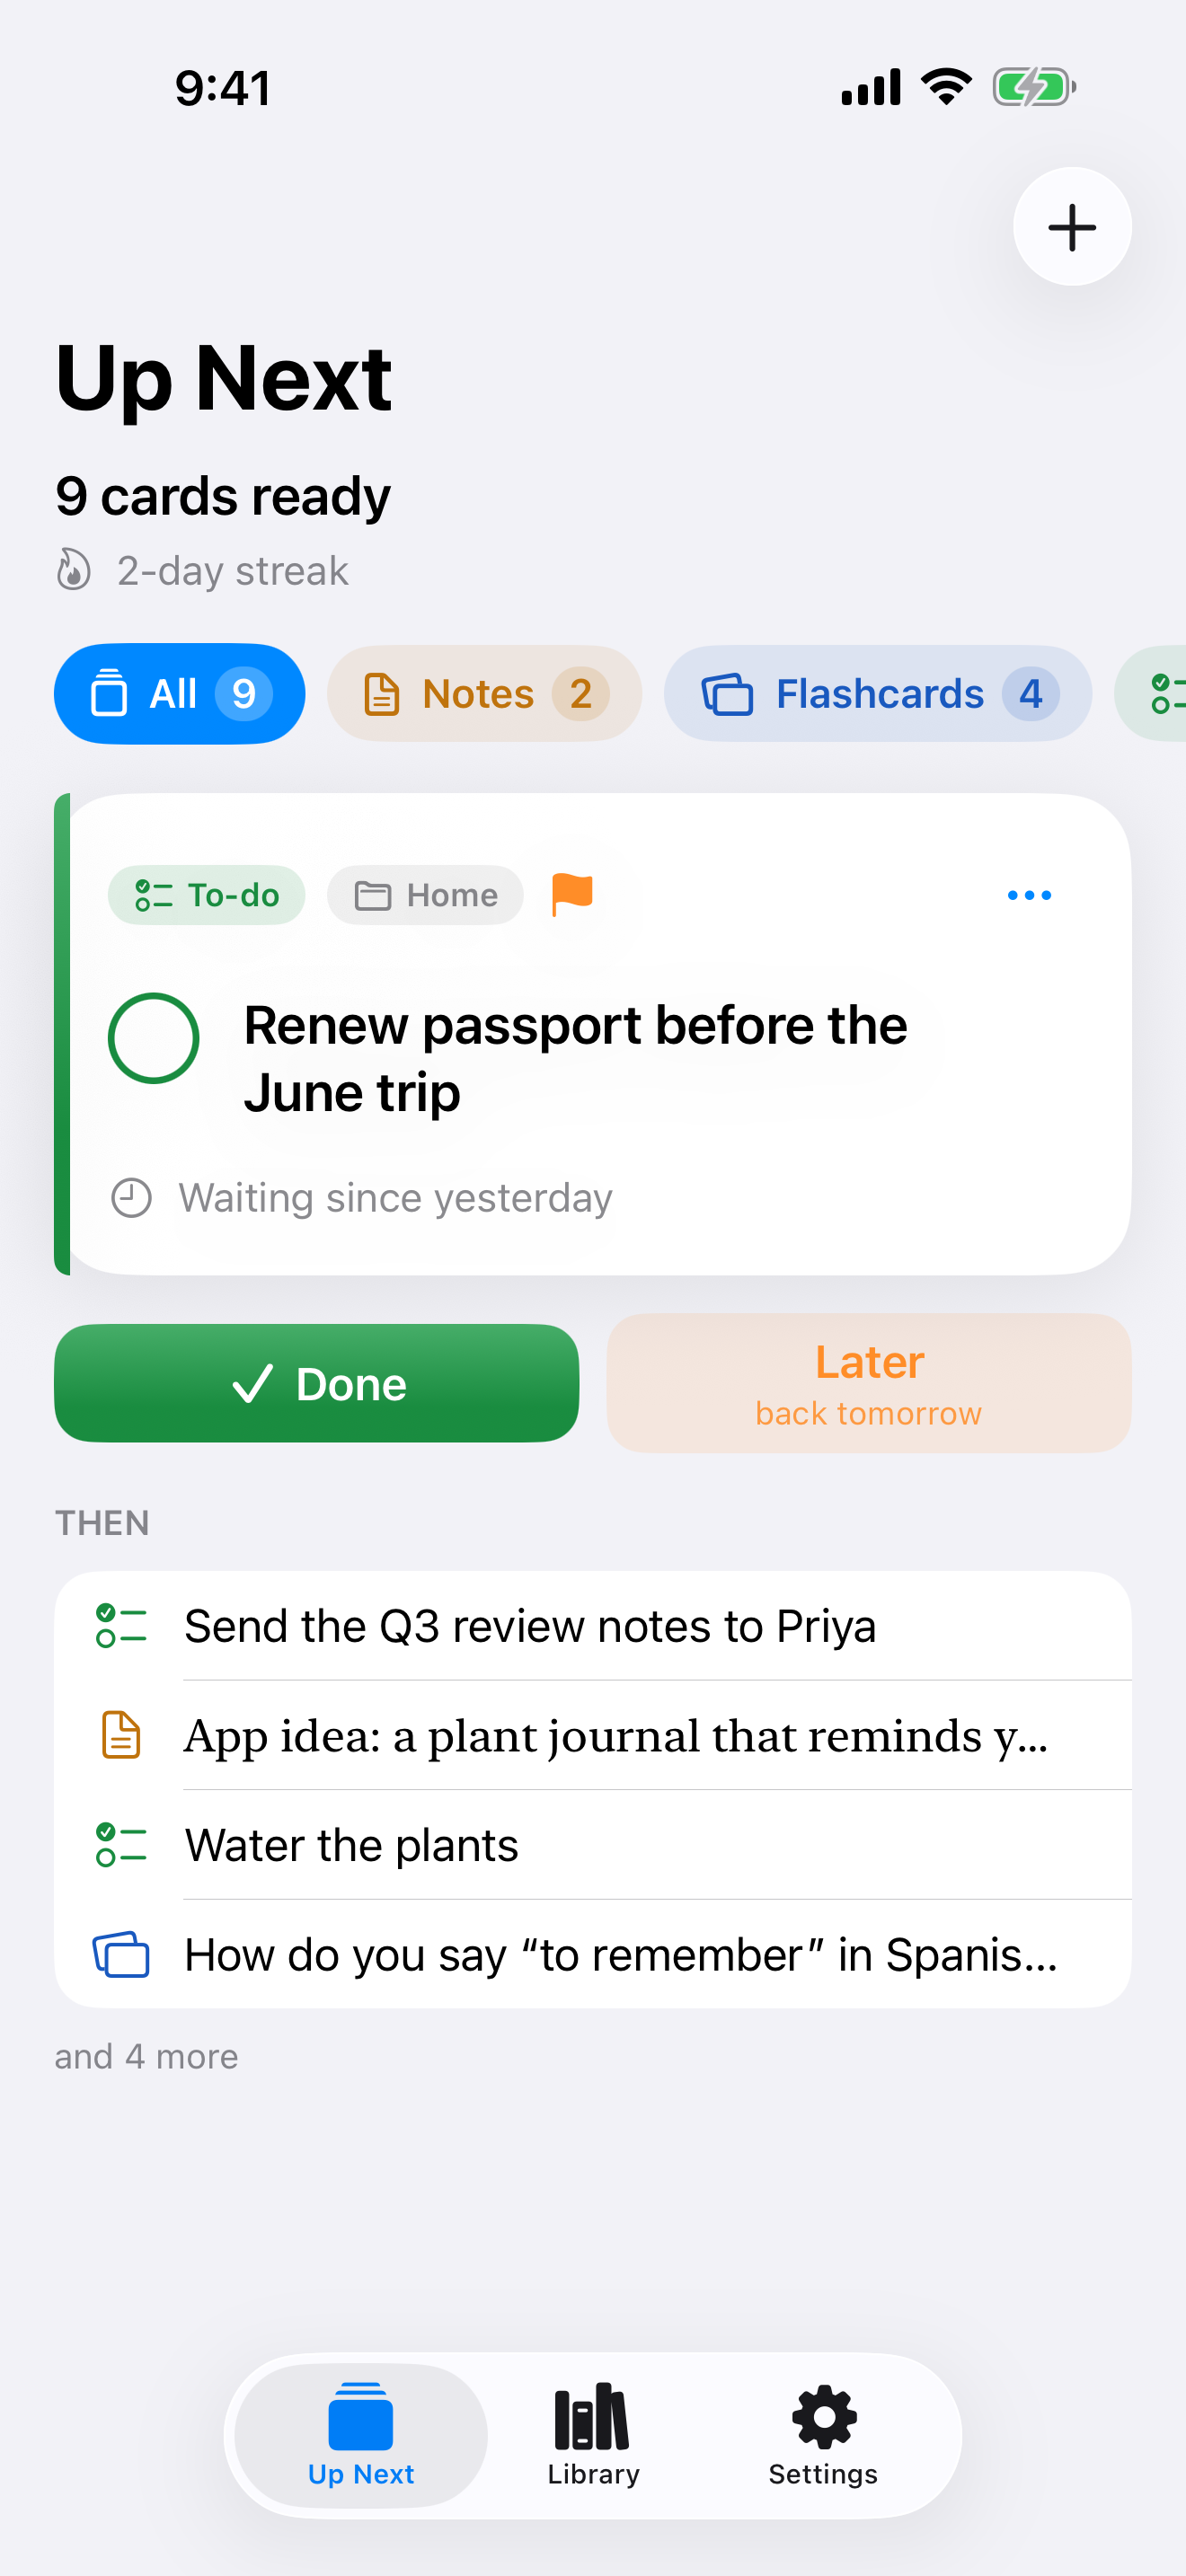 9:41
Up Next
9 cards ready
2-day streak
All 9
Notes 2
Flashcards 4
To-do
Home
Renew passport before the
June trip
Waiting since yesterday
Done
Later
back tomorrow
THEN
Send the Q3 review notes to Priya
App idea: a plant journal that reminds y...
Water the plants
How do you say “to remember” in Spanis...
and 4 more
Up Next
Library
Settings